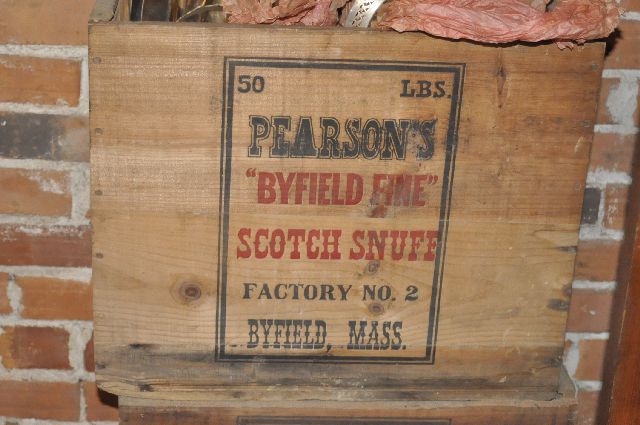 50 LBS.
PEARSON'S
"BYFIELD FINE"
SCOTCH SNUFF
FACTORY NO. 2
BYFIELD, MASS.